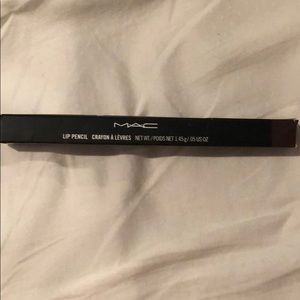 MAC
LIP PENCIL CRAYON À LÈVRES NET WT./POIDS NET 1.45 g / .05 US OZ